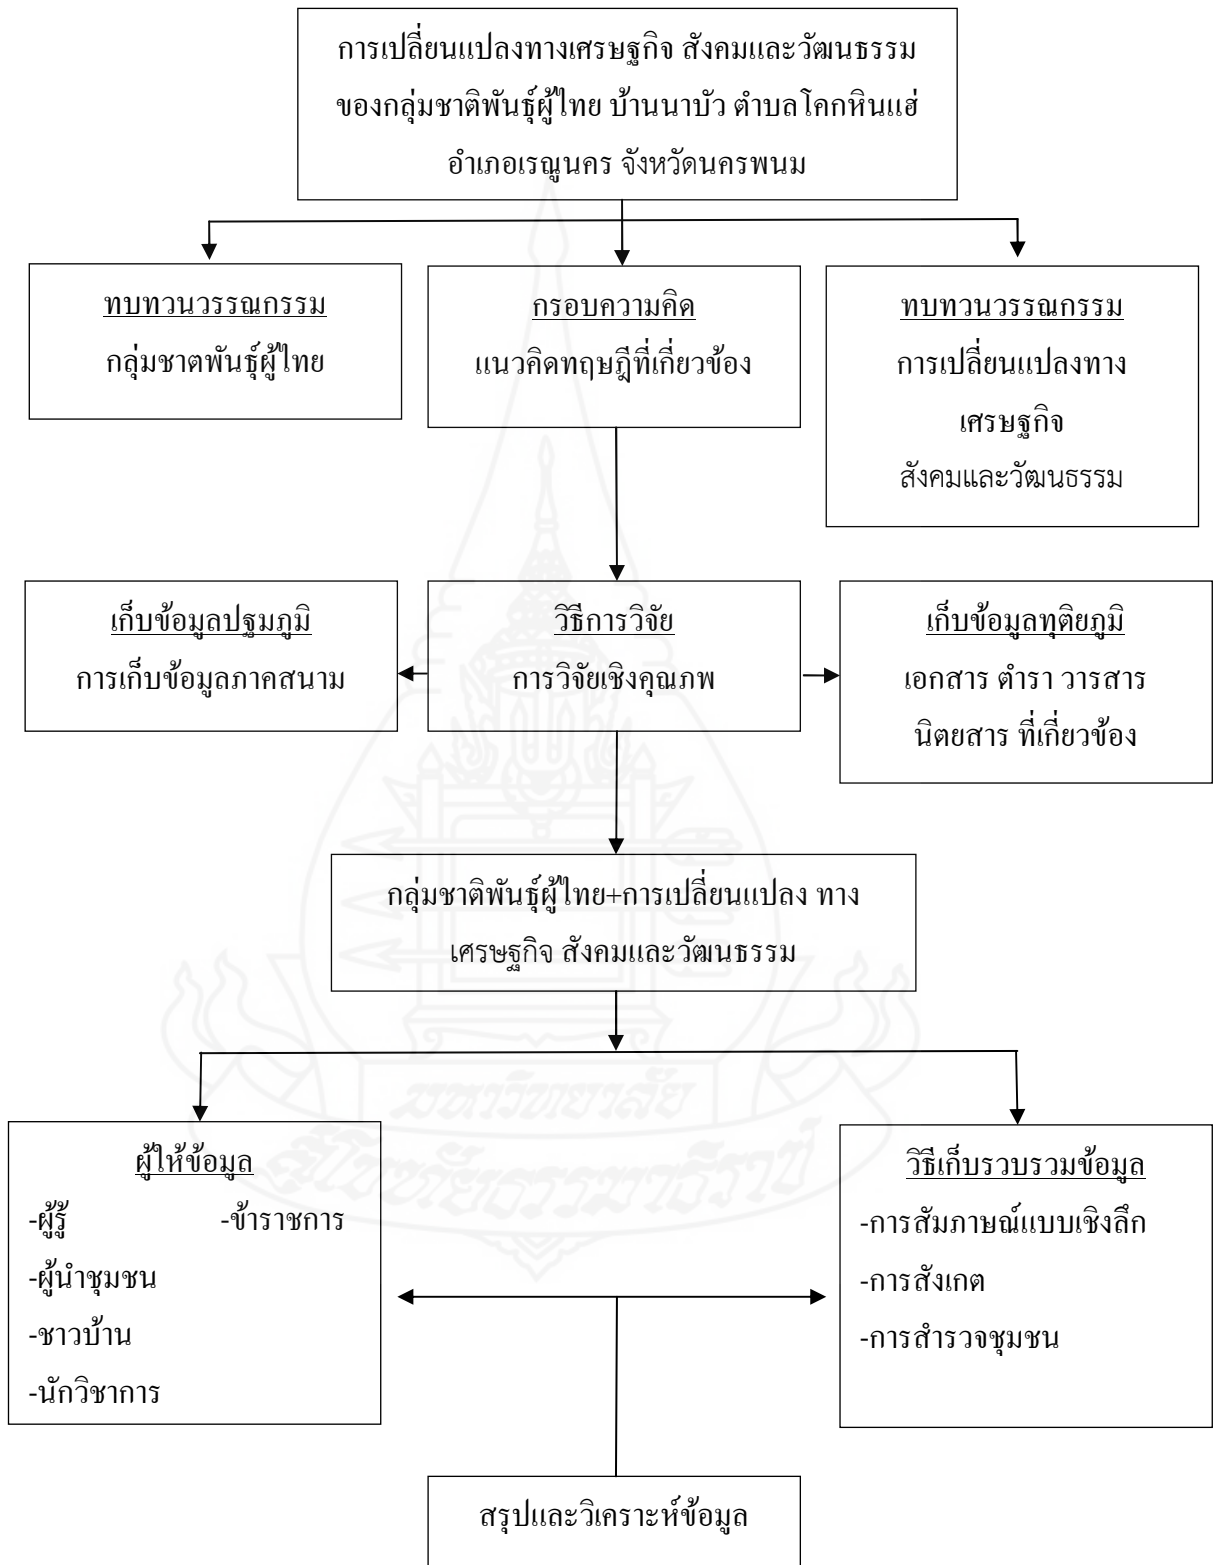 การเปลี่ยนแปลงทางเศรษฐกิจ สังคมและวัฒนธรรม
ของกลุ่มชาติพันธุ์ผู้ไทย บ้านนาบัว ตำบลโคกหินแฮ่
อำเภอเรณูนคร จังหวัดนครพนม
ทบทวนวรรณกรรม
กลุ่มชาตพันธุ์ผู้ไทย
กรอบความคิด
แนวคิดทฤษฎีที่เกี่ยวข้อง
ทบทวนวรรณกรรม
การเปลี่ยนแปลงทาง
เศรษฐกิจ
สังคมและวัฒนธรรม
เก็บข้อมูลปฐมภูมิ
การเก็บข้อมูลภาคสนาม
วิธีการวิจัย
การวิจัยเชิงคุณภพ
เก็บข้อมูลทุติยภูมิ
เอกสาร ตำรา วารสาร
นิตยสาร ที่เกี่ยวข้อง
กลุ่มชาติพันธุ์ผู้ไทย+การเปลี่ยนแปลง ทาง
เศรษฐกิจ สังคมและวัฒนธรรม
มหาวิทยาลัย
สุโขทัยธรรมาธิราช
ผู้ให้ข้อมูล
-ผู้รู้ -ข้าราชการ
-ผู้นำชุมชน
-ชาวบ้าน
-นักวิชาการ
วิธีเก็บรวบรวมข้อมูล
-การสัมภาษณ์แบบเชิงลึก
-การสังเกต
-การสำรวจชุมชน
สรุปและวิเคราะห์ข้อมูล